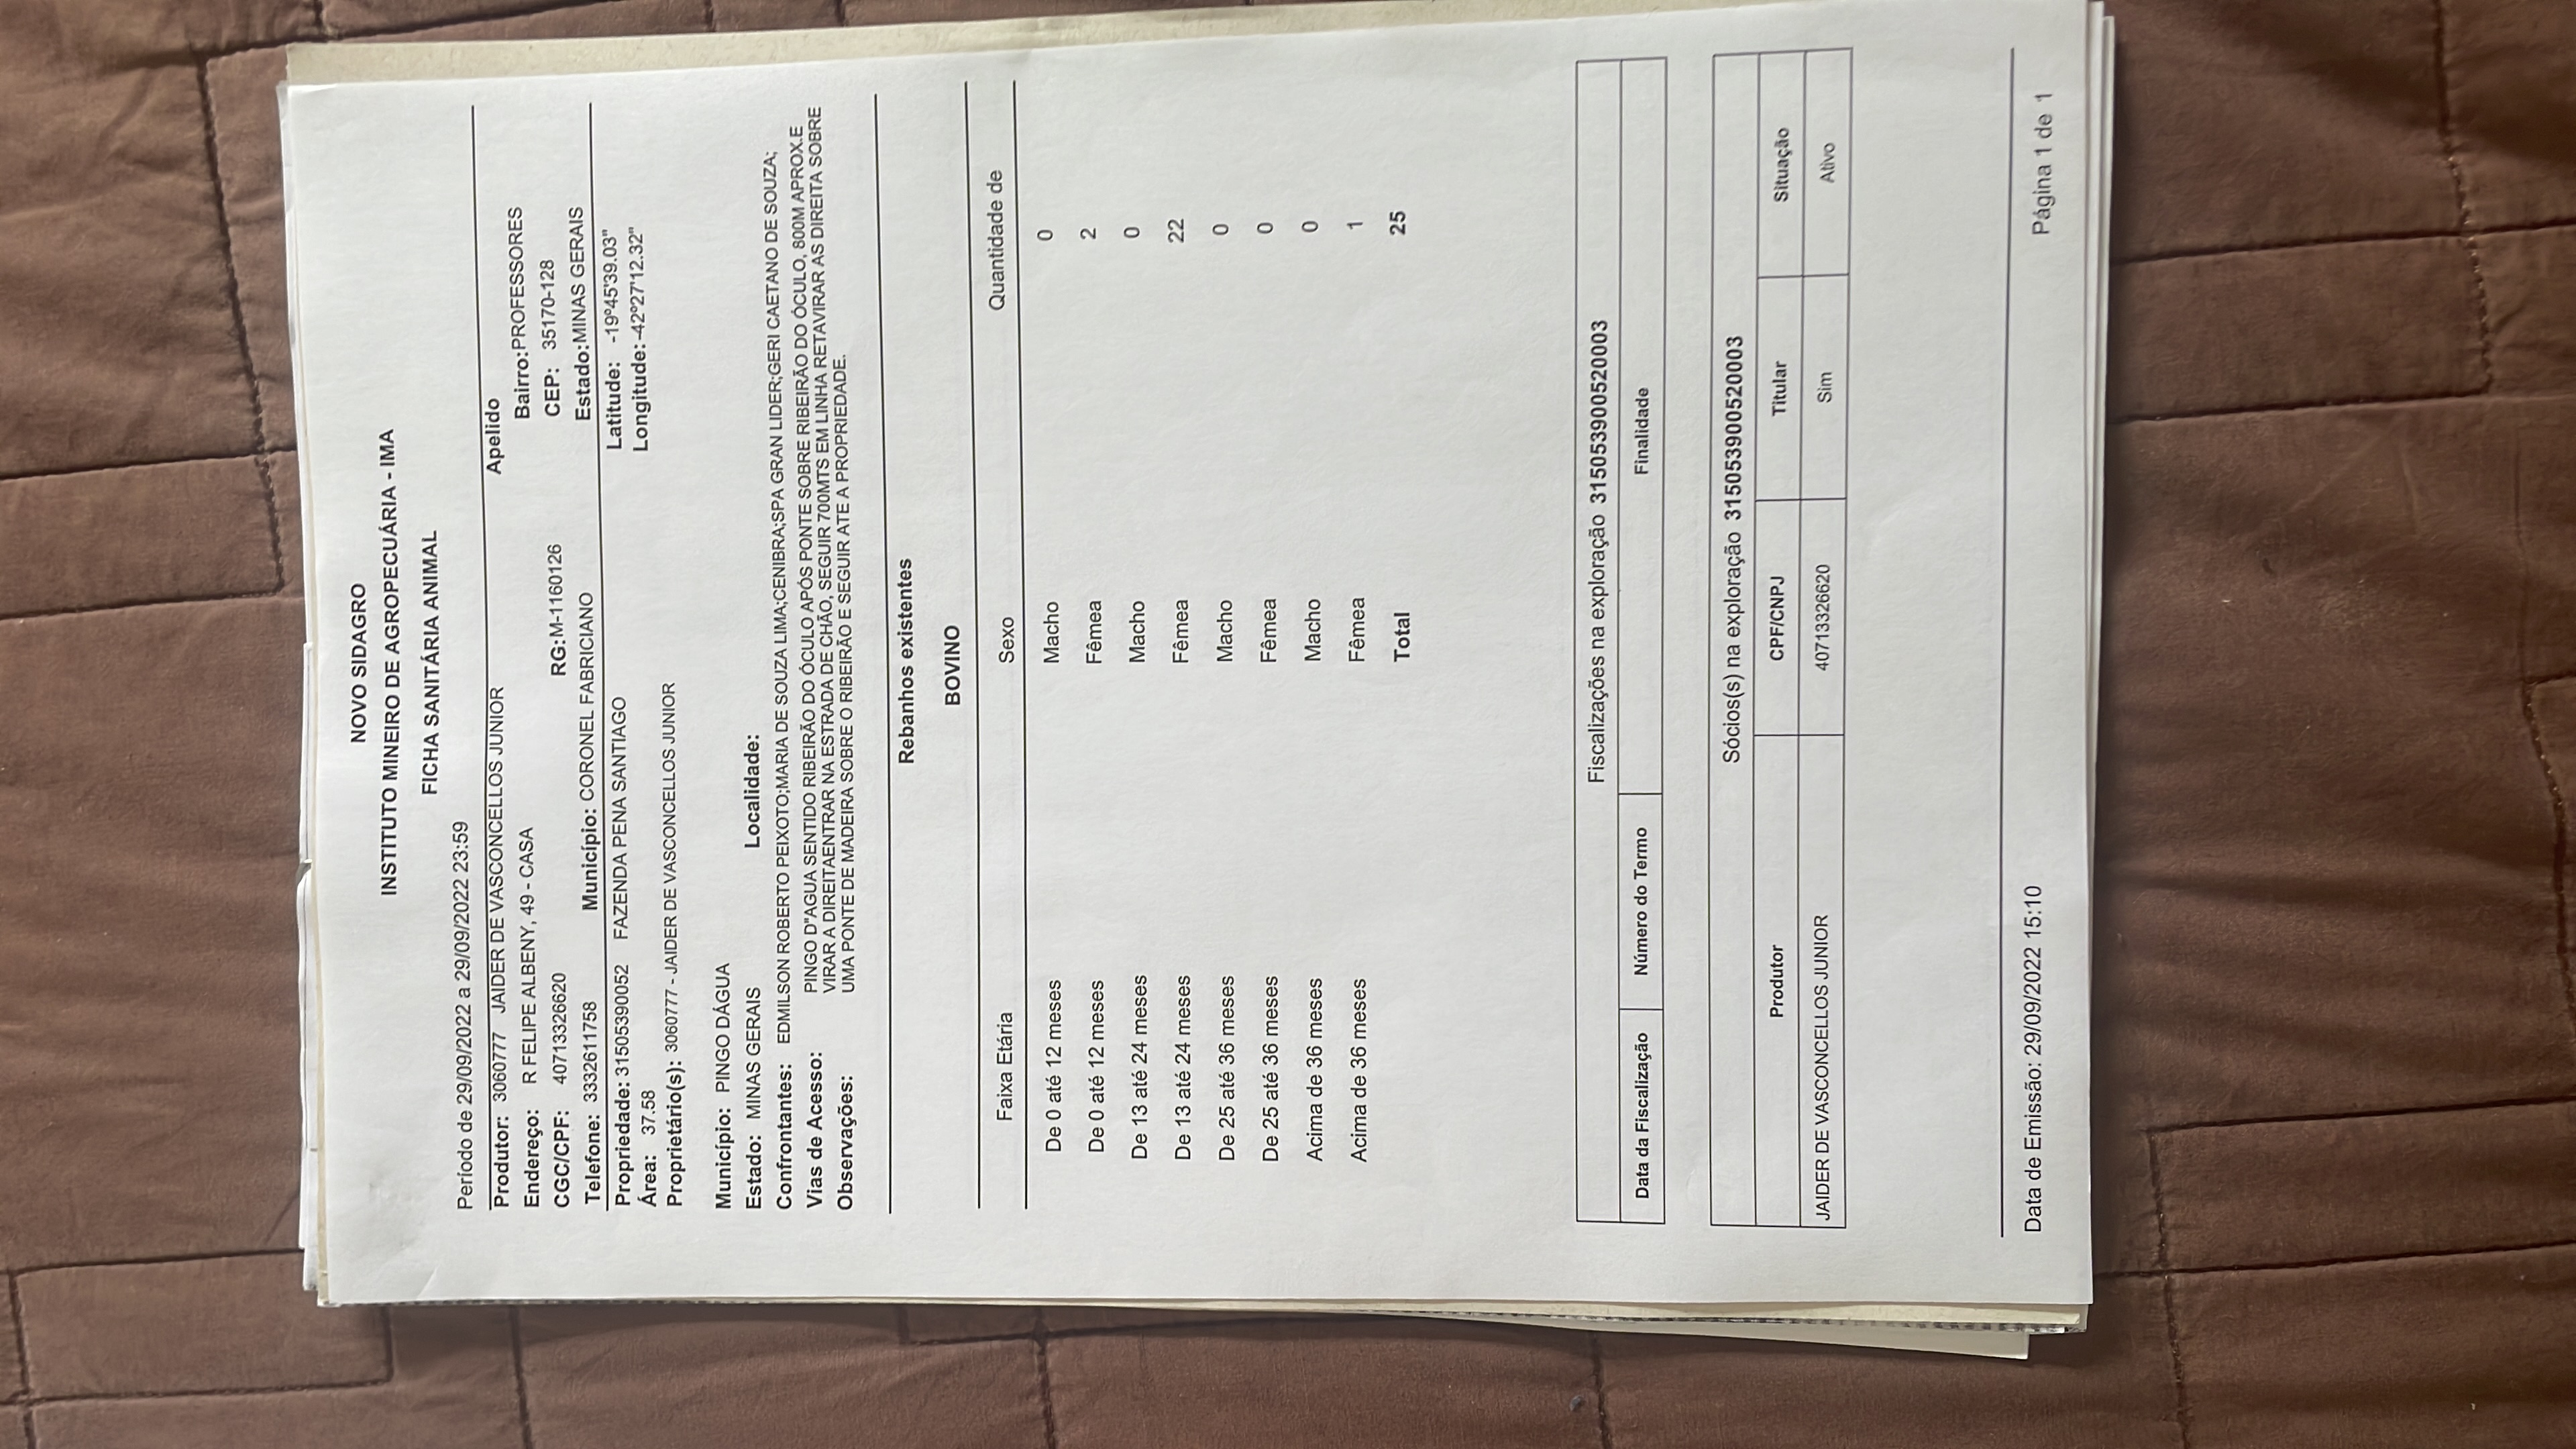 NOVO SIDAGRO
INSTITUTO MINEIRO DE AGROPECUÁRIA - IMA
FICHA SANITÁRIA ANIMAL
Período de 29/09/2022 a 29/09/2022 23:59
Produtor: 3060777 JAIDER DE VASCONCELLOS JUNIOR Apelido
Endereço: R FELIPE ALBENY, 49 - CASA Bairro: PROFESSORES
CGC/CPF: 40713326620 RG: M-1160126 CEP: 35170-128
Telefone: 3332611758 Município: CORONEL FABRICIANO Estado: MINAS GERAIS
Propriedade: 31505390052 FAZENDA PENA SANTIAGO Latitude: -19º45'39.03"
Área: 37.58 Longitude: -42º27'12.32"
Proprietário(s): 3060777 - JAIDER DE VASCONCELLOS JUNIOR
Município: PINGO DÁGUA
Estado: MINAS GERAIS Localidade:
Confrontantes: EDMILSON ROBERTO PEIXOTO;MARIA DE SOUZA LIMA;CENIBRA;SPA GRAN LIDER;GERI CAETANO DE SOUZA;
Vias de Acesso: PINGO D"AGUA SENTIDO RIBEIRÃO DO ÓCULO APÓS PONTE SOBRE RIBEIRÃO DO ÓCULO, 800M APROX.E
VIRAR A DIREITAENTRAR NA ESTRADA DE CHÃO, SEGUIR 700MTS EM LINHA RETAVIRAR AS DIREITA SOBRE
Observações: UMA PONTE DE MADEIRA SOBRE O RIBEIRÃO E SEGUIR ATE A PROPRIEDADE.
Rebanhos existentes
BOVINO
Faixa Etária Sexo Quantidade de
De 0 até 12 meses Macho 0
De 0 até 12 meses Fêmea 2
De 13 até 24 meses Macho 0
De 13 até 24 meses Fêmea 22
De 25 até 36 meses Macho 0
De 25 até 36 meses Fêmea 0
Acima de 36 meses Macho 0
Acima de 36 meses Fêmea 1
Total 25
Fiscalizações na exploração 315053900520003
Data da Fiscalização Número do Termo Finalidade
Sócios(s) na exploração 315053900520003
Produtor CPF/CNPJ Titular Situação
JAIDER DE VASCONCELLOS JUNIOR 40713326620 Sim Ativo
Data de Emissão: 29/09/2022 15:10
Página 1 de 1